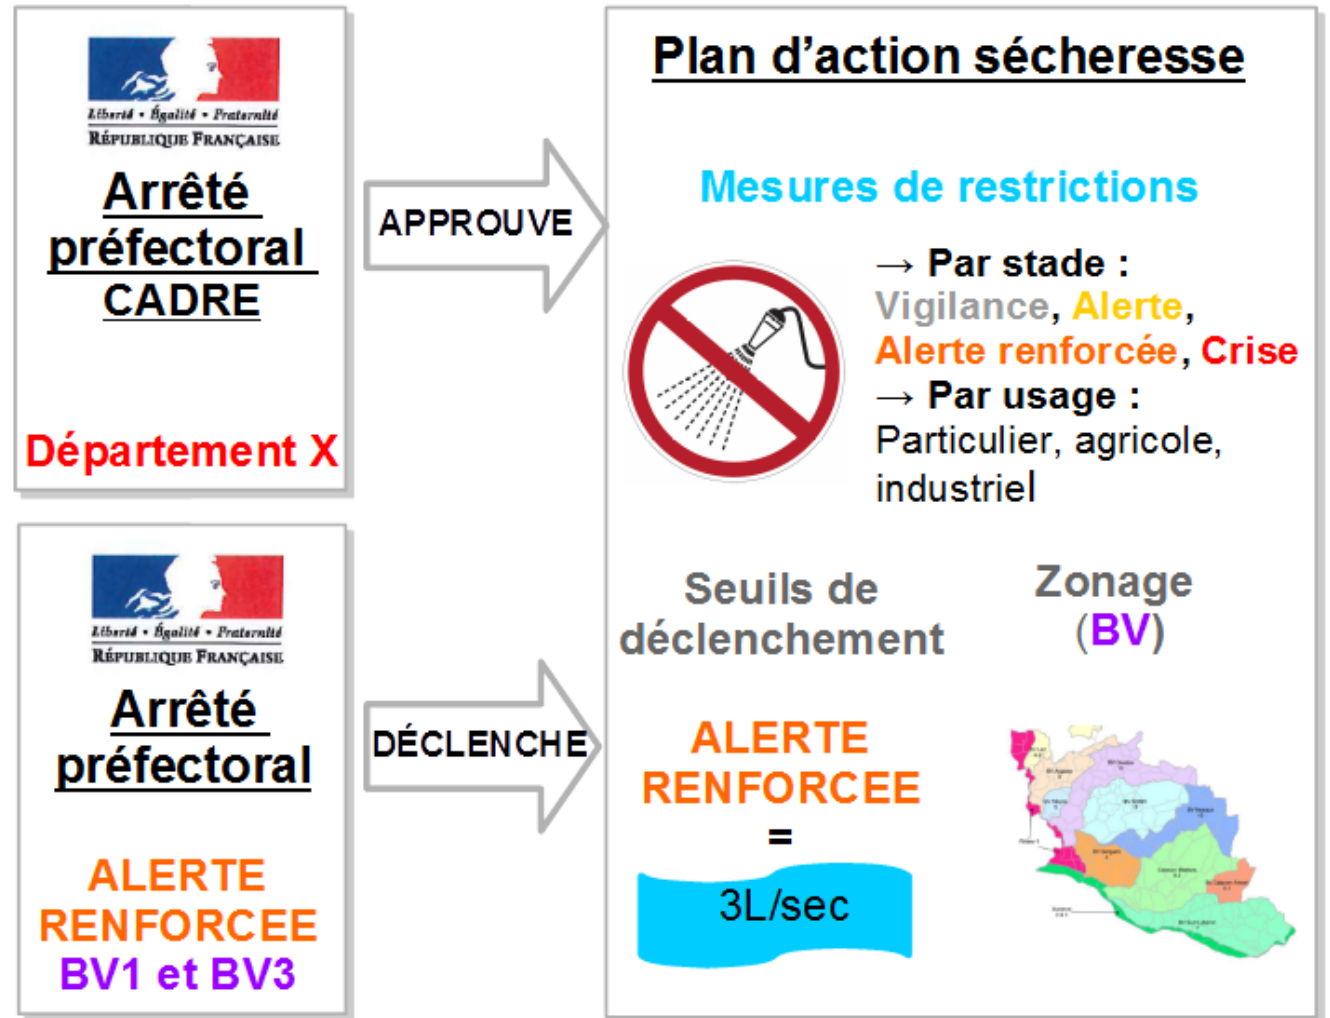 Liberté • Égalité • Fraternité
RÉPUBLIQUE FRANÇAISE
Arrêté
préfectoral
CADRE
Département X
APPROUVE
Plan d’action sécheresse
Mesures de restrictions
→ Par stade :
Vigilance, Alerte,
Alerte renforcée, Crise
→ Par usage :
Particulier, agricole,
industriel
Liberté • Égalité • Fraternité
RÉPUBLIQUE FRANÇAISE
Arrêté
préfectoral
ALERTE
RENFORCEE
BV1 et BV3
DÉCLENCHE
Seuils de
déclenchement
ALERTE
RENFORCEE
=
3L/sec
Zonage
(BV)